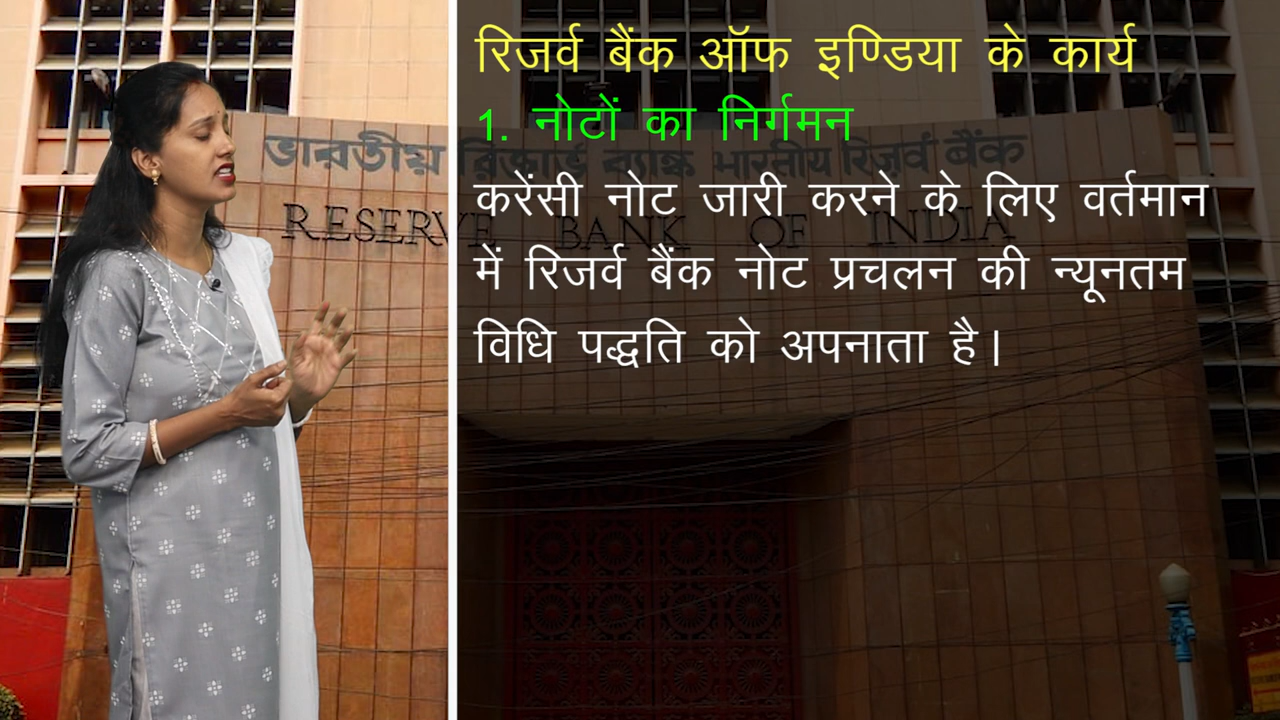 रिजर्व बैंक ऑफ इण्डिया के कार्य
1. नोटों का निर्गमन
करेंसी नोट जारी करने के लिए वर्तमान
में रिजर्व बैंक नोट प्रचलन की न्यूनतम
विधि पद्धति को अपनाता है।
ভারতীয় রিজার্ভ ব্যাঙ্ক भारतीय रिज़र्व बैंक
RESERVE BANK OF INDIA